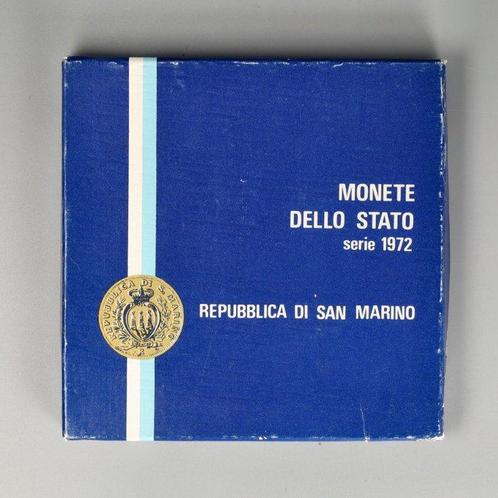 MONETE
DELLO STATO
serie 1972
REPUBBLICA DI SAN MARINO
REPUBBLICA DI S. MARINO